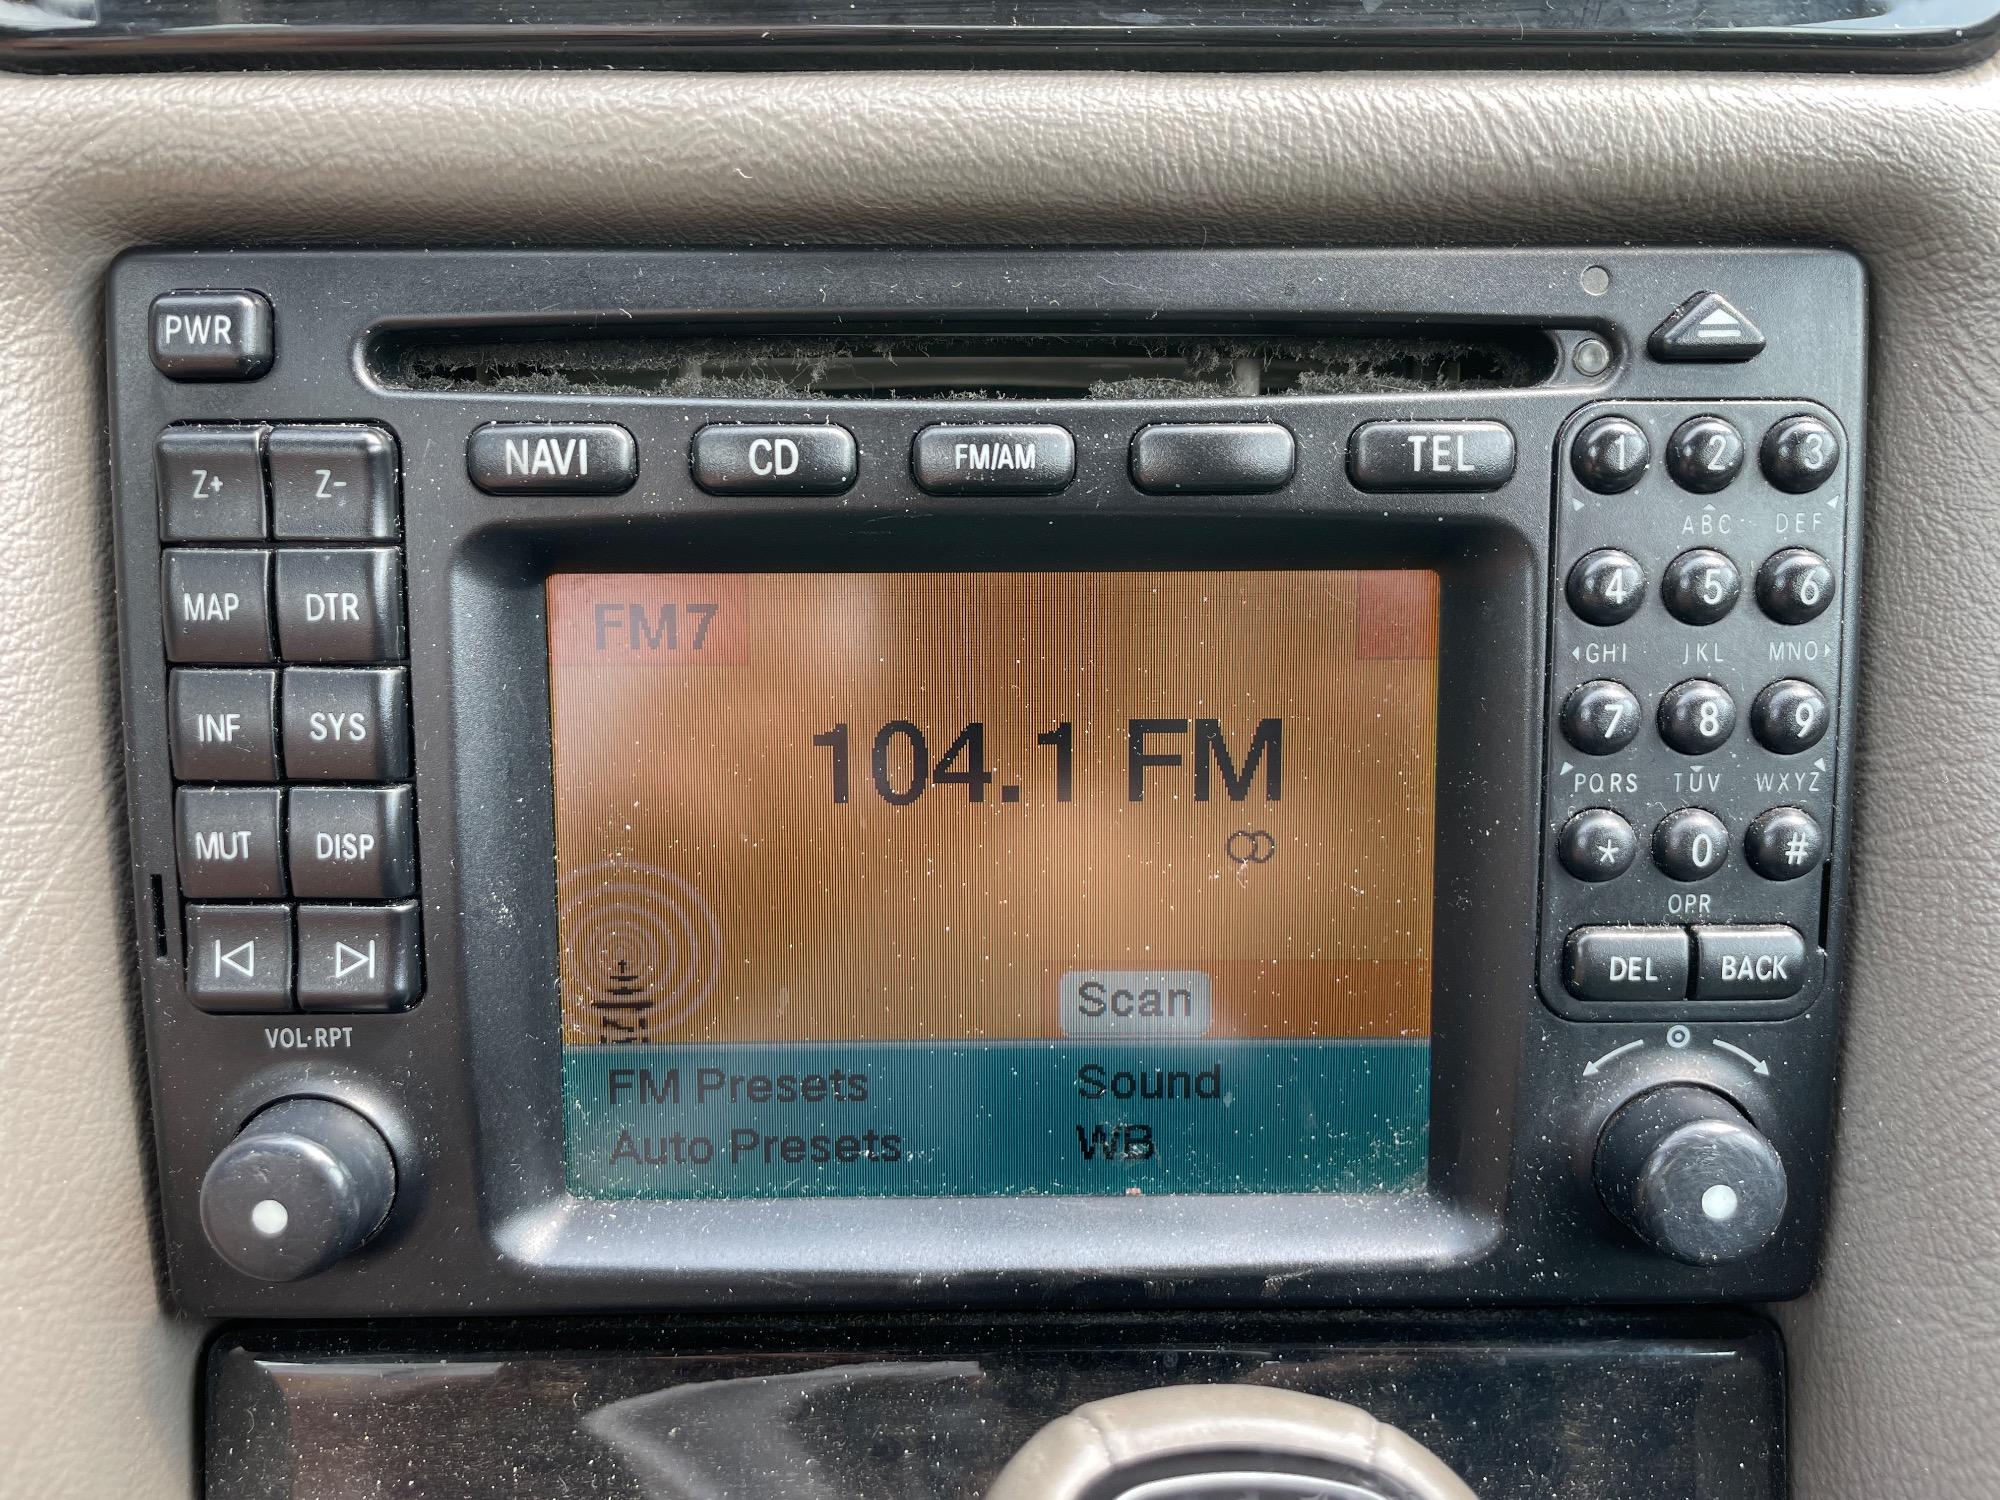 PWR
NAVI
CD
FM/AM
TEL
Z+
Z-
MAP
DTR
INF
SYS
MUT
DISP
VOL·RPT
FM7
104.1 FM
Scan
FM Presets
Sound
Auto Presets
WB
1 2 3
ABC DEF
4 5 6
GHI JKL MNO
7 8 9
PQRS TUV WXYZ
* 0 #
OPR
DEL
BACK